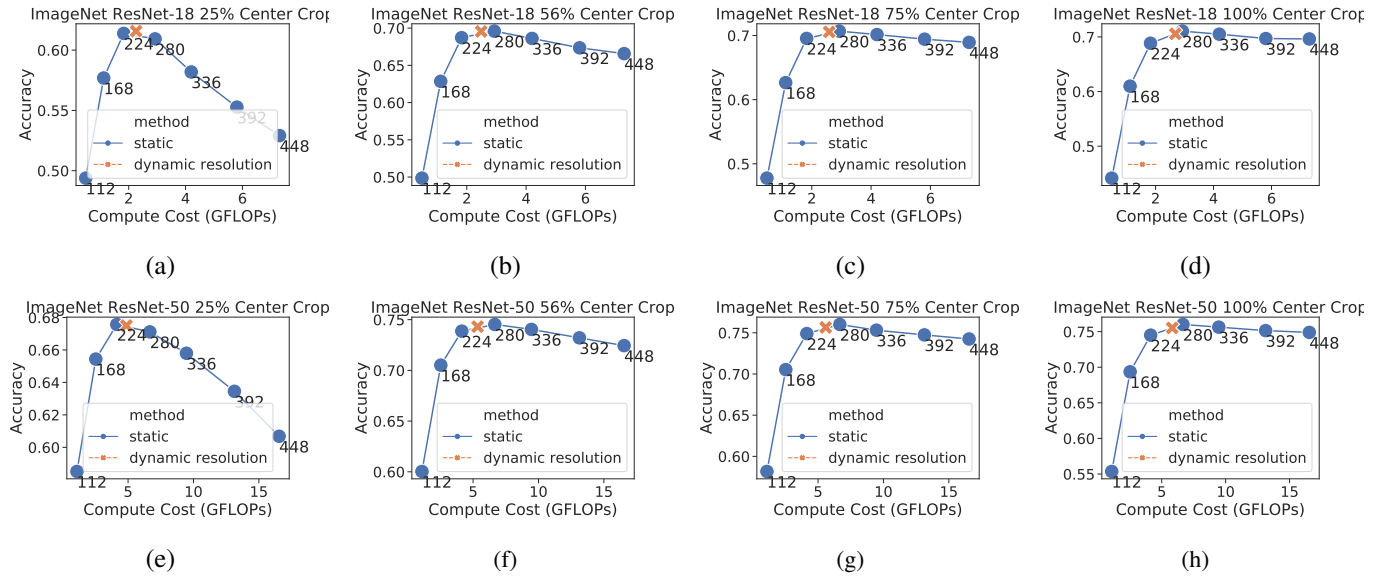 ImageNet ResNet-18 25% Center Crop
0.60
0.55
0.50
Accuracy
224
280
168
336
392
448
112
method
static
dynamic resolution
2 4 6
Compute Cost (GFLOPs)
(a)
ImageNet ResNet-18 56% Center Crop
0.70
0.65
0.60
0.55
0.50
Accuracy
224
280
336
392
448
168
112
method
static
dynamic resolution
2 4 6
Compute Cost (GFLOPs)
(b)
ImageNet ResNet-18 75% Center Crop
0.7
0.6
0.5
Accuracy
224
280
336
392
448
168
112
method
static
dynamic resolution
2 4 6
Compute Cost (GFLOPs)
(c)
ImageNet ResNet-18 100% Center Crop
0.7
0.6
0.5
Accuracy
224
280
336
392
448
168
112
method
static
dynamic resolution
2 4 6
Compute Cost (GFLOPs)
(d)
ImageNet ResNet-50 25% Center Crop
0.68
0.66
0.64
0.62
0.60
Accuracy
224
280
336
168
392
448
112
method
static
dynamic resolution
5 10 15
Compute Cost (GFLOPs)
(e)
ImageNet ResNet-50 56% Center Crop
0.75
0.70
0.65
0.60
Accuracy
224
280
336
392
448
168
112
method
static
dynamic resolution
5 10 15
Compute Cost (GFLOPs)
(f)
ImageNet ResNet-50 75% Center Crop
0.75
0.70
0.65
0.60
Accuracy
224
280
336
392
448
168
112
method
static
dynamic resolution
5 10 15
Compute Cost (GFLOPs)
(g)
ImageNet ResNet-50 100% Center Crop
0.75
0.70
0.65
0.60
0.55
Accuracy
224
280
336
392
448
168
112
method
static
dynamic resolution
5 10 15
Compute Cost (GFLOPs)
(h)